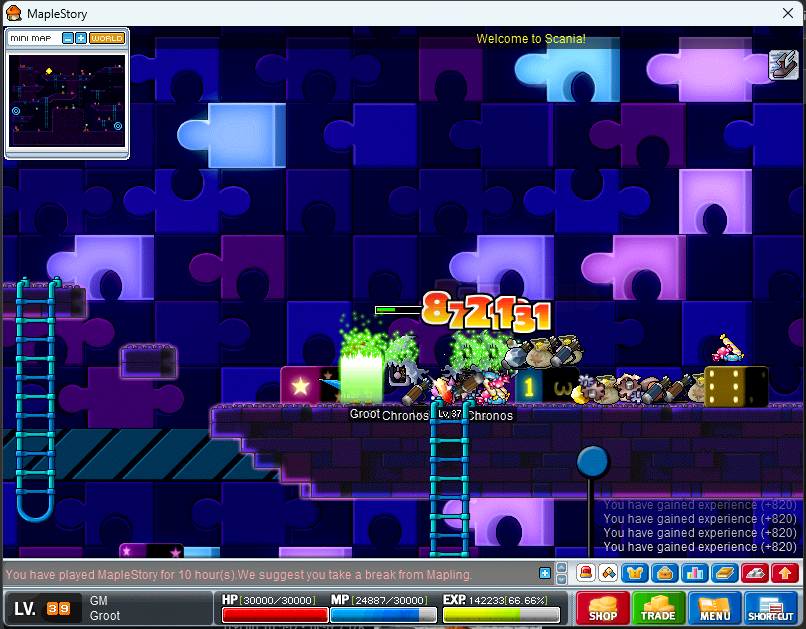 MapleStory
MINI MAP
WORLD
Welcome to Scania!
1
Groot
Chronos
Lv. 37
Chronos
You have gained experience (+820)
You have gained experience (+820)
You have gained experience (+820)
You have gained experience (+820)
You have played MapleStory for 10 hour(s).We suggest you take a break from Mapling.
LV. 39
GM
Groot
HP[30000/30000]
MP[24887/30000]
EXP 142233[66.66%]
SHOP
TRADE
MENU
SHORTCUT